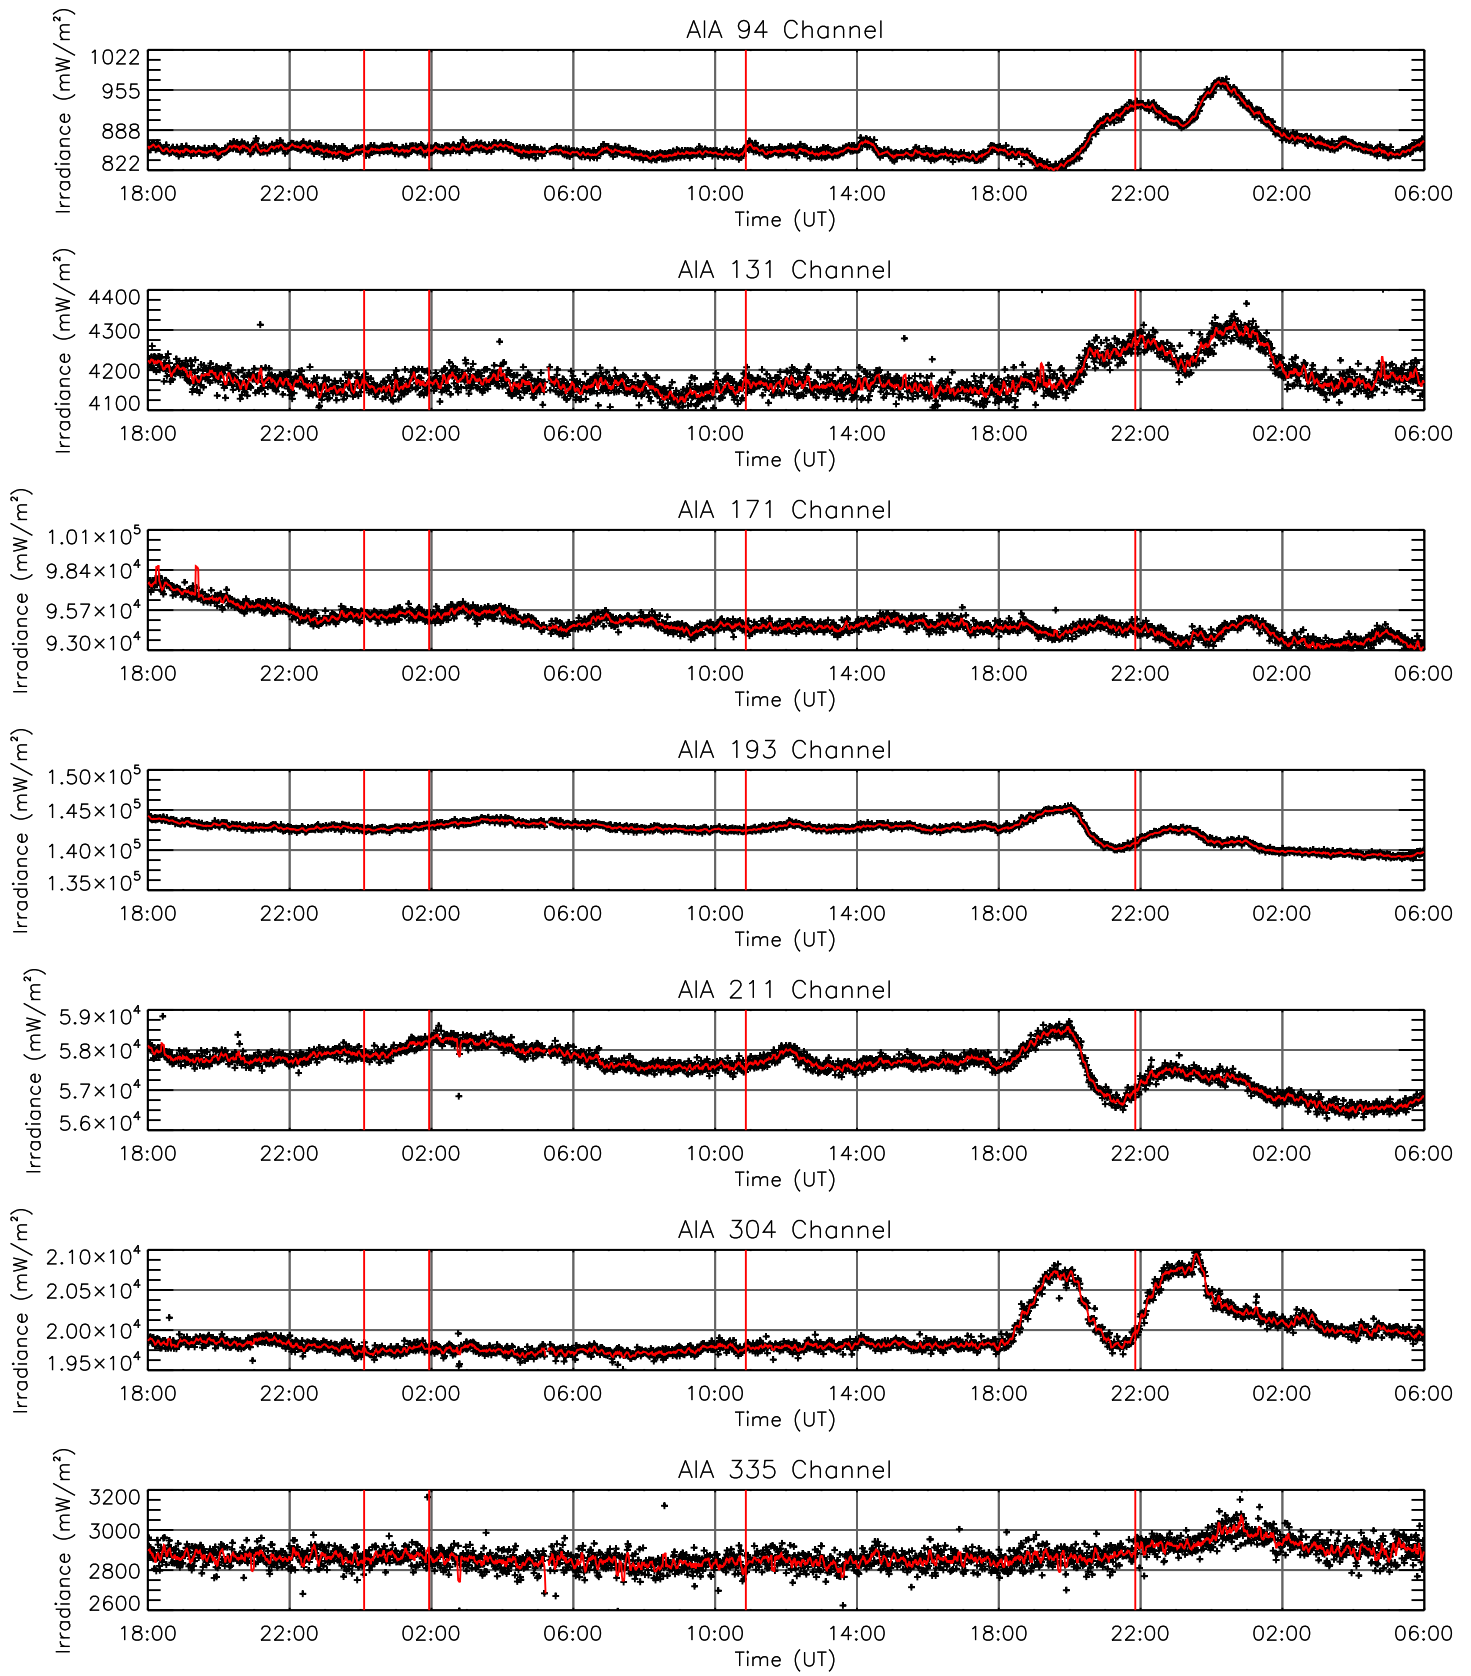 AIA 94 Channel
Irradiance (mW/m²)
1022
955
888
822
18:00 22:00 02:00 06:00 10:00 14:00 18:00 22:00 02:00 06:00
Time (UT)
AIA 131 Channel
Irradiance (mW/m²)
4400
4300
4200
4100
18:00 22:00 02:00 06:00 10:00 14:00 18:00 22:00 02:00 06:00
Time (UT)
AIA 171 Channel
Irradiance (mW/m²)
1.01×10⁵
9.84×10⁴
9.57×10⁴
9.30×10⁴
18:00 22:00 02:00 06:00 10:00 14:00 18:00 22:00 02:00 06:00
Time (UT)
AIA 193 Channel
Irradiance (mW/m²)
1.50×10⁵
1.45×10⁵
1.40×10⁵
1.35×10⁵
18:00 22:00 02:00 06:00 10:00 14:00 18:00 22:00 02:00 06:00
Time (UT)
AIA 211 Channel
Irradiance (mW/m²)
5.9×10⁴
5.8×10⁴
5.7×10⁴
5.6×10⁴
18:00 22:00 02:00 06:00 10:00 14:00 18:00 22:00 02:00 06:00
Time (UT)
AIA 304 Channel
Irradiance (mW/m²)
2.10×10⁴
2.05×10⁴
2.00×10⁴
1.95×10⁴
18:00 22:00 02:00 06:00 10:00 14:00 18:00 22:00 02:00 06:00
Time (UT)
AIA 335 Channel
Irradiance (mW/m²)
3200
3000
2800
2600
18:00 22:00 02:00 06:00 10:00 14:00 18:00 22:00 02:00 06:00
Time (UT)